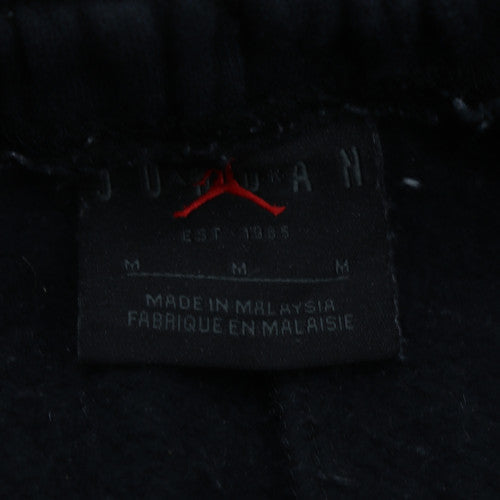 JORDAN
EST 1985
M M M
MADE IN MALAYSIA
FABRIQUE EN MALAISIE